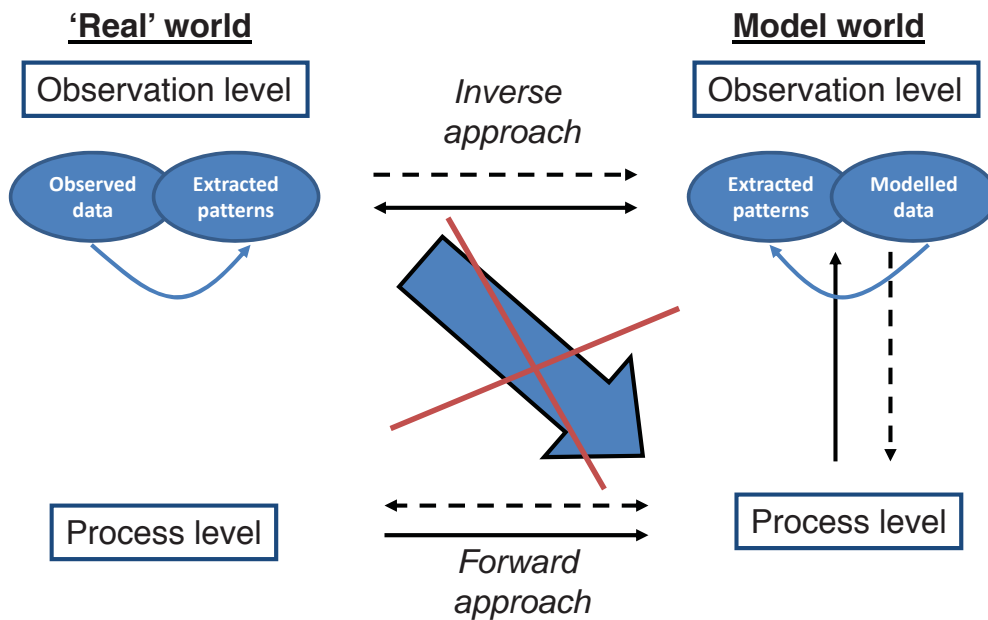 ‘Real’ world
Model world
Observation level
Observation level
Inverse
approach
Observed
data
Extracted
patterns
Extracted
patterns
Modelled
data
Process level
Process level
Forward
approach